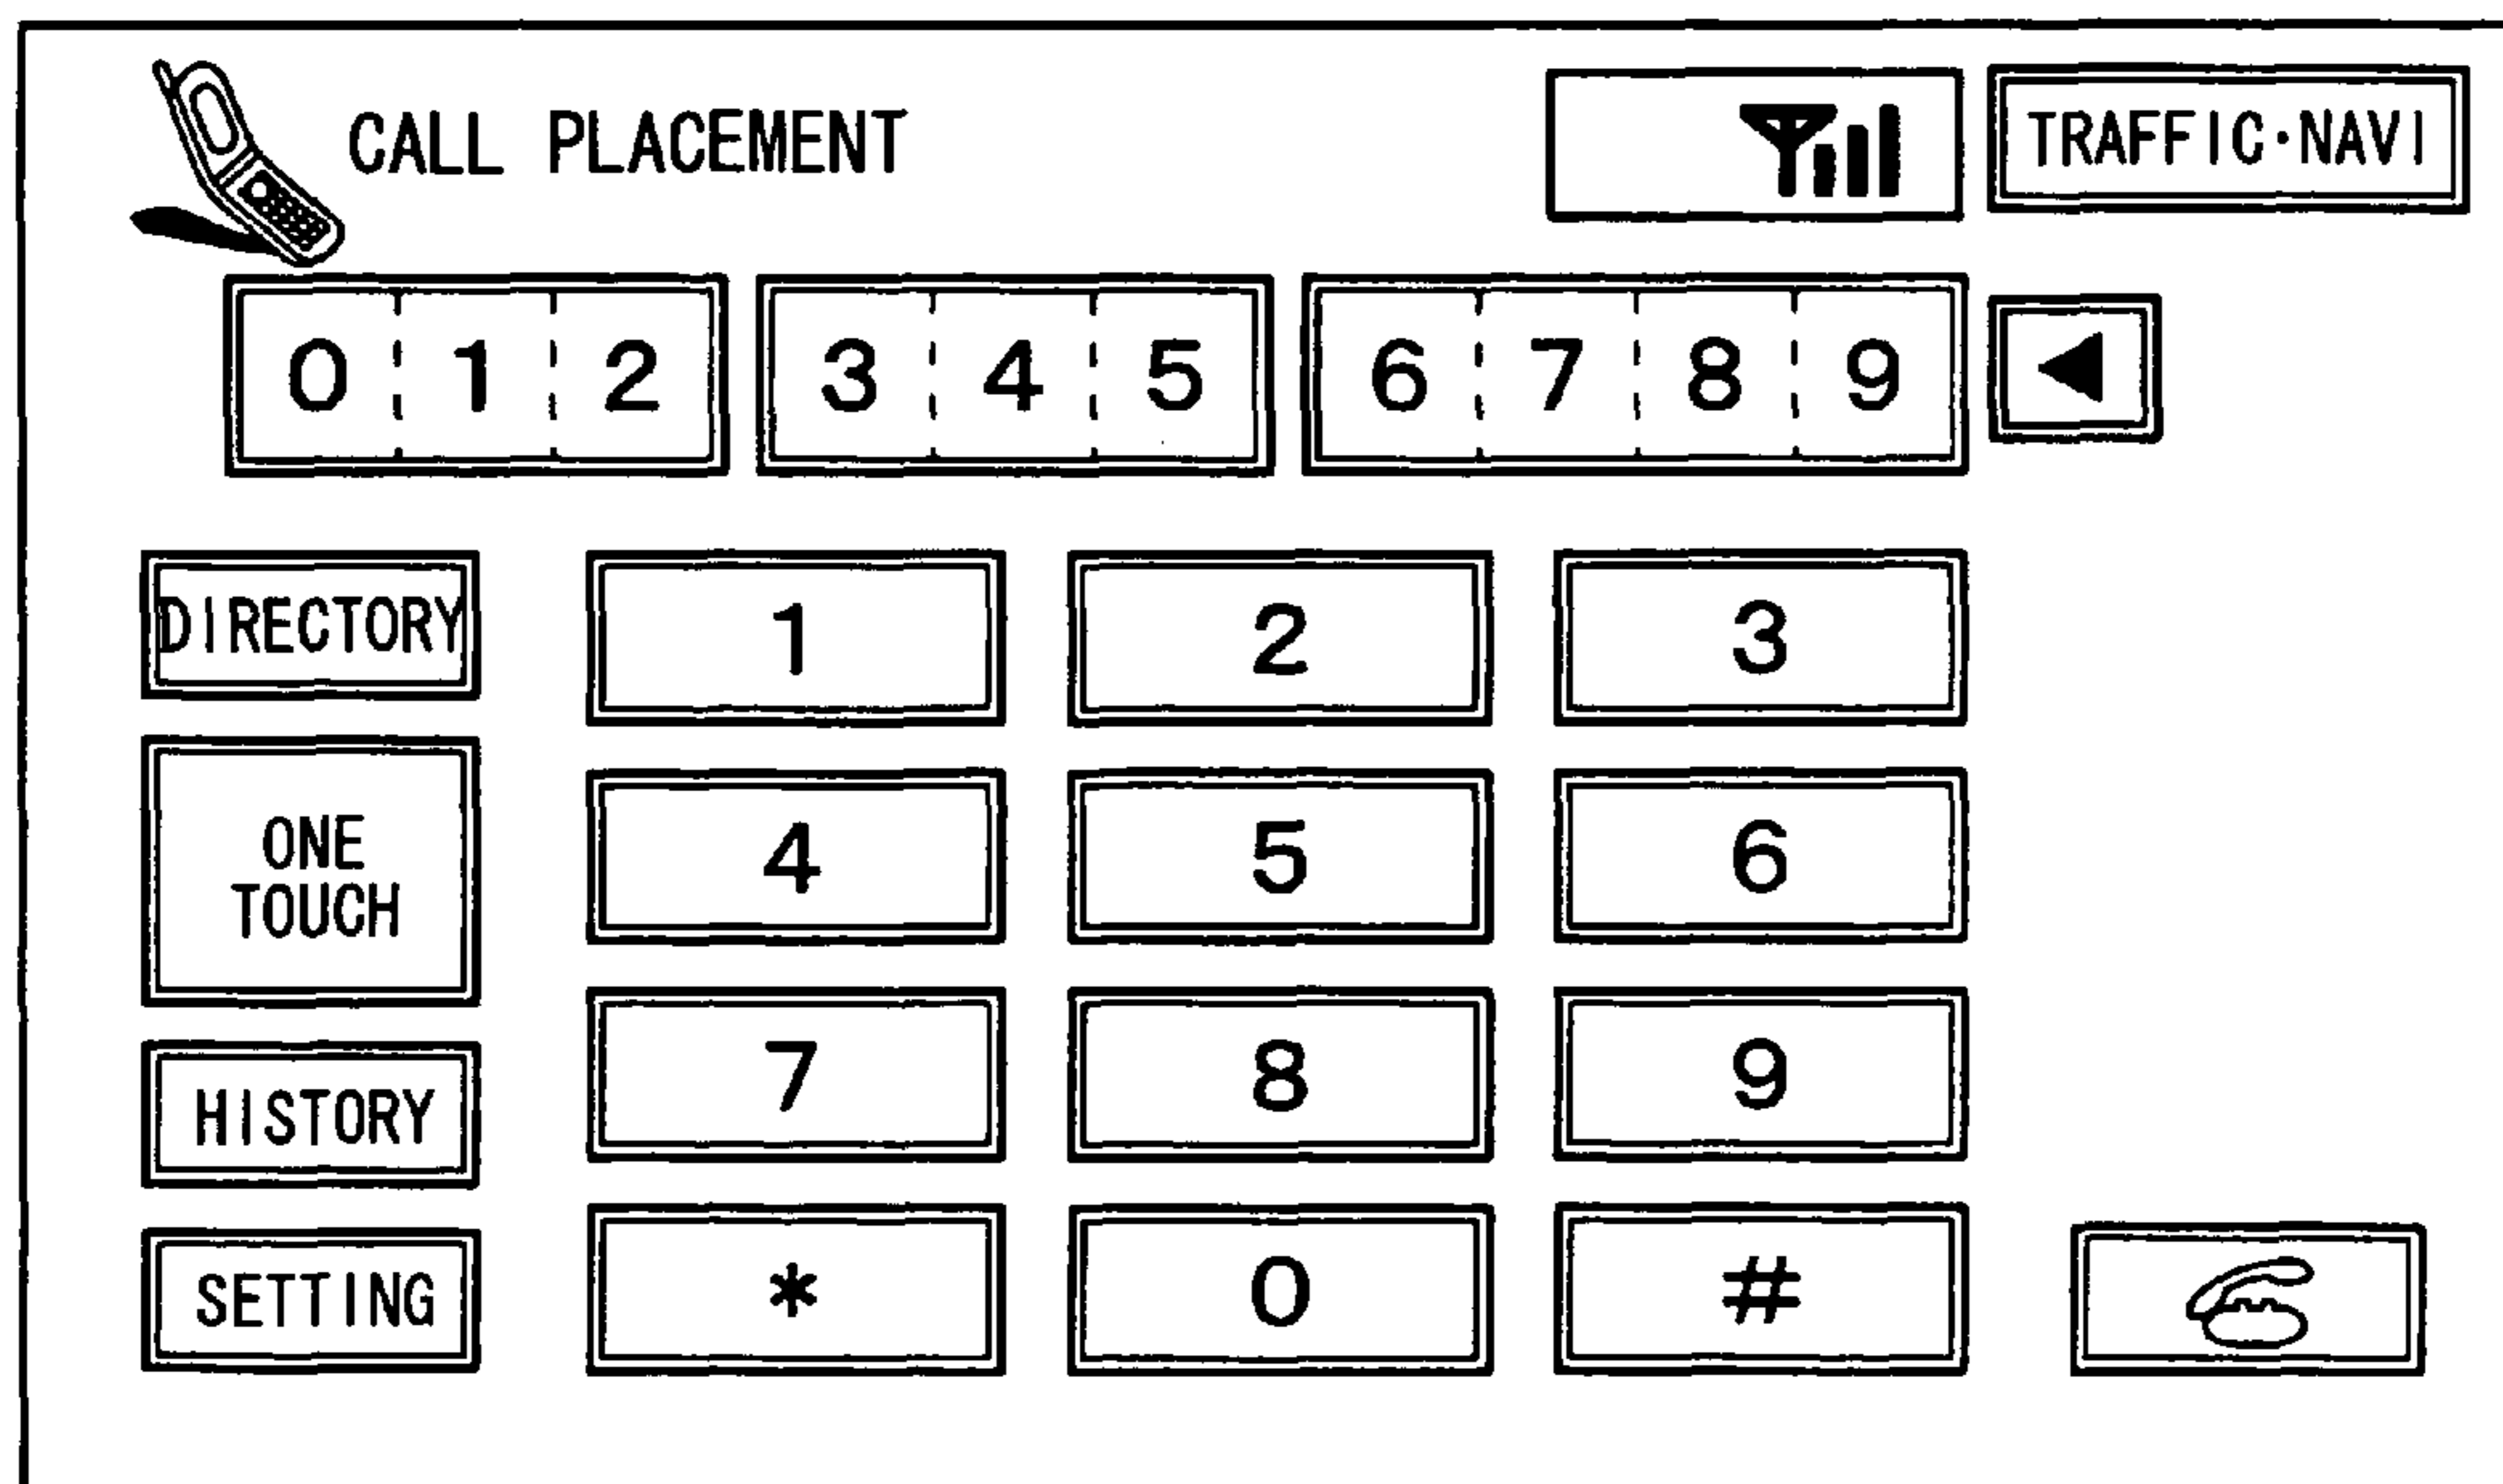 CALL PLACEMENT
TRAFFIC・NAVI
0 1 2 3 4 5 6 7 8 9
DIRECTORY
1 2 3
ONE
TOUCH
4 5 6
HISTORY
7 8 9
SETTING
* 0 #